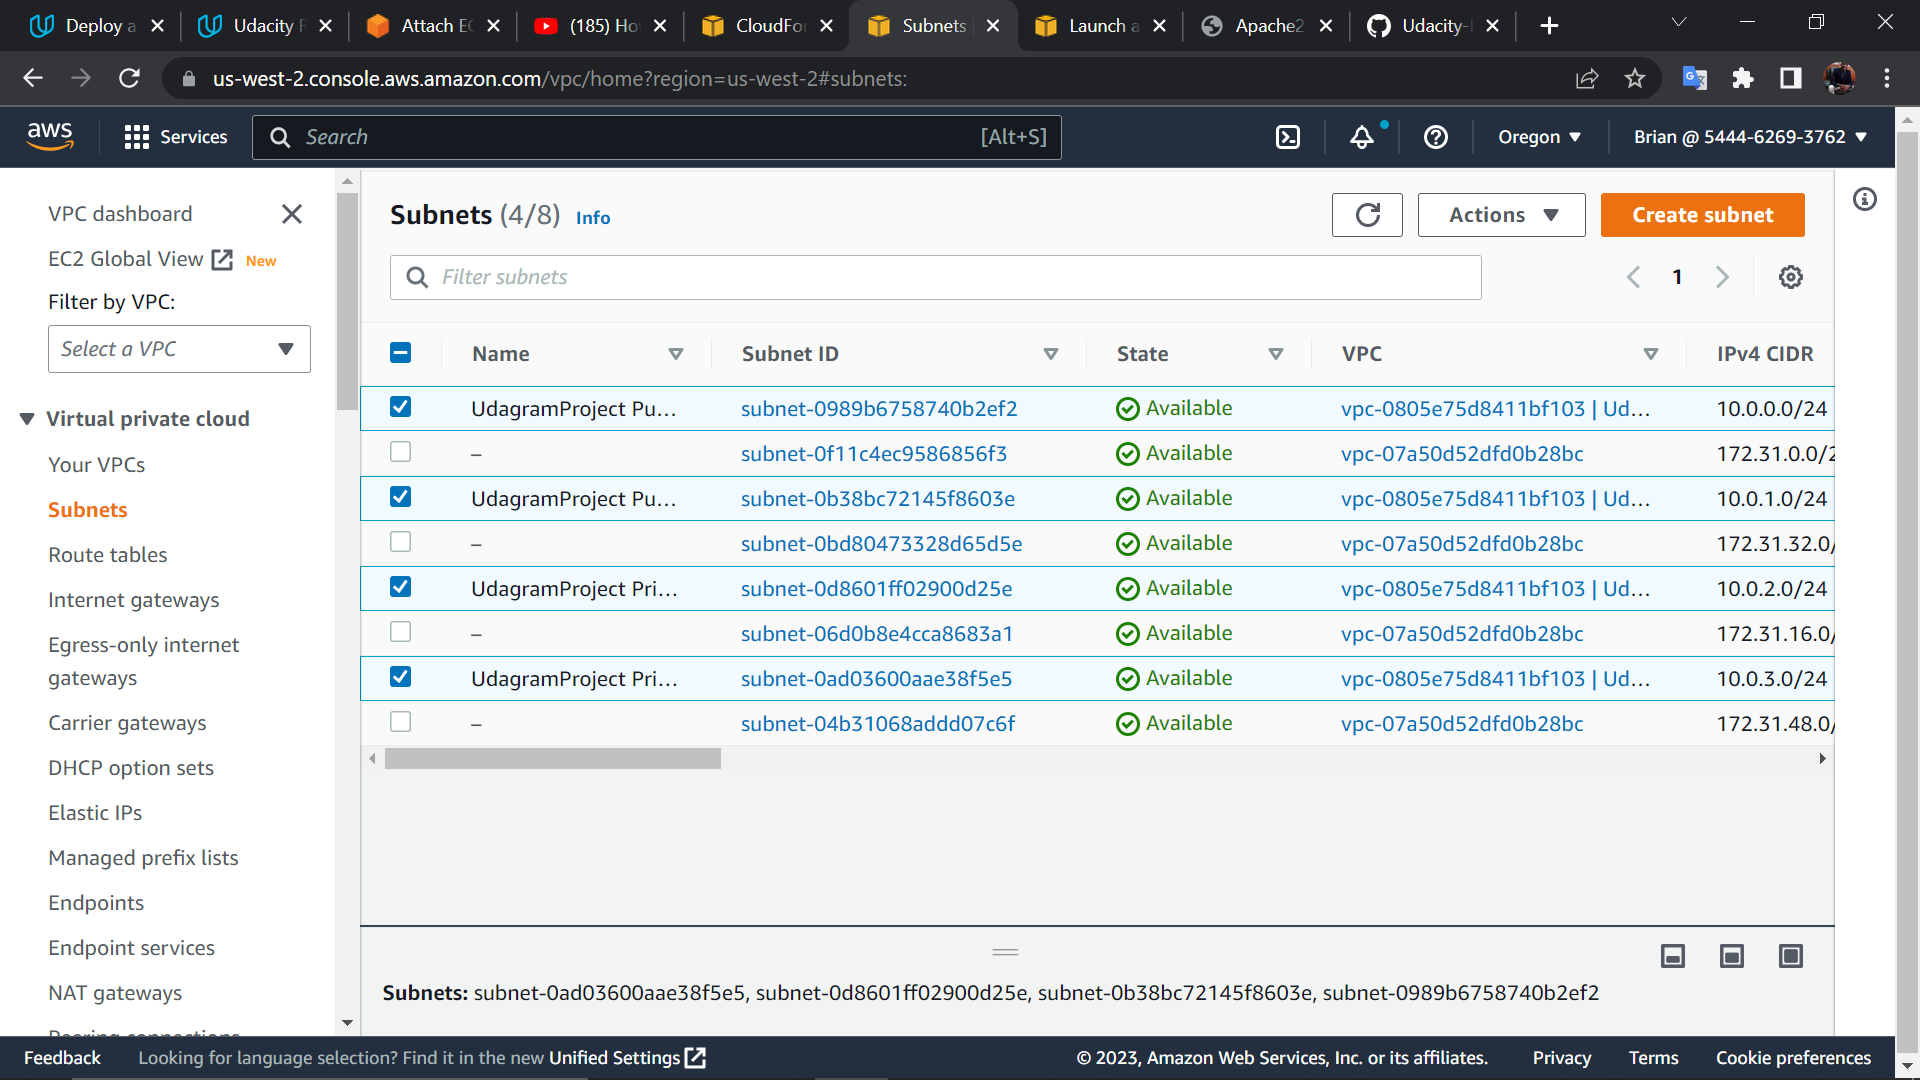 Deploy a
Udacity R
Attach EC
(185) Ho
CloudFor
Subnets
Launch a
Apache2
Udacity-
us-west-2.console.aws.amazon.com/vpc/home?region=us-west-2#subnets:
aws
Services
Search
[Alt+S]
Oregon
Brian @ 5444-6269-3762
VPC dashboard
EC2 Global View New
Filter by VPC:
Select a VPC
Virtual private cloud
Your VPCs
Subnets
Route tables
Internet gateways
Egress-only internet
gateways
Carrier gateways
DHCP option sets
Elastic IPs
Managed prefix lists
Endpoints
Endpoint services
NAT gateways
Peering connections
Subnets (4/8) Info
Actions
Create subnet
Filter subnets
1
Name Subnet ID State VPC IPv4 CIDR
UdagramProject Pu... subnet-0989b6758740b2ef2 Available vpc-0805e75d8411bf103 | Ud... 10.0.0.0/24
– subnet-0f11c4ec9586856f3 Available vpc-07a50d52dfd0b28bc 172.31.0.0/2
UdagramProject Pu... subnet-0b38bc72145f8603e Available vpc-0805e75d8411bf103 | Ud... 10.0.1.0/24
– subnet-0bd80473328d65d5e Available vpc-07a50d52dfd0b28bc 172.31.32.0/
UdagramProject Pri... subnet-0d8601ff02900d25e Available vpc-0805e75d8411bf103 | Ud... 10.0.2.0/24
– subnet-06d0b8e4cca8683a1 Available vpc-07a50d52dfd0b28bc 172.31.16.0/
UdagramProject Pri... subnet-0ad03600aae38f5e5 Available vpc-0805e75d8411bf103 | Ud... 10.0.3.0/24
– subnet-04b31068addd07c6f Available vpc-07a50d52dfd0b28bc 172.31.48.0/
Subnets: subnet-0ad03600aae38f5e5, subnet-0d8601ff02900d25e, subnet-0b38bc72145f8603e, subnet-0989b6758740b2ef2
Feedback
Looking for language selection? Find it in the new Unified Settings
© 2023, Amazon Web Services, Inc. or its affiliates.
Privacy
Terms
Cookie preferences